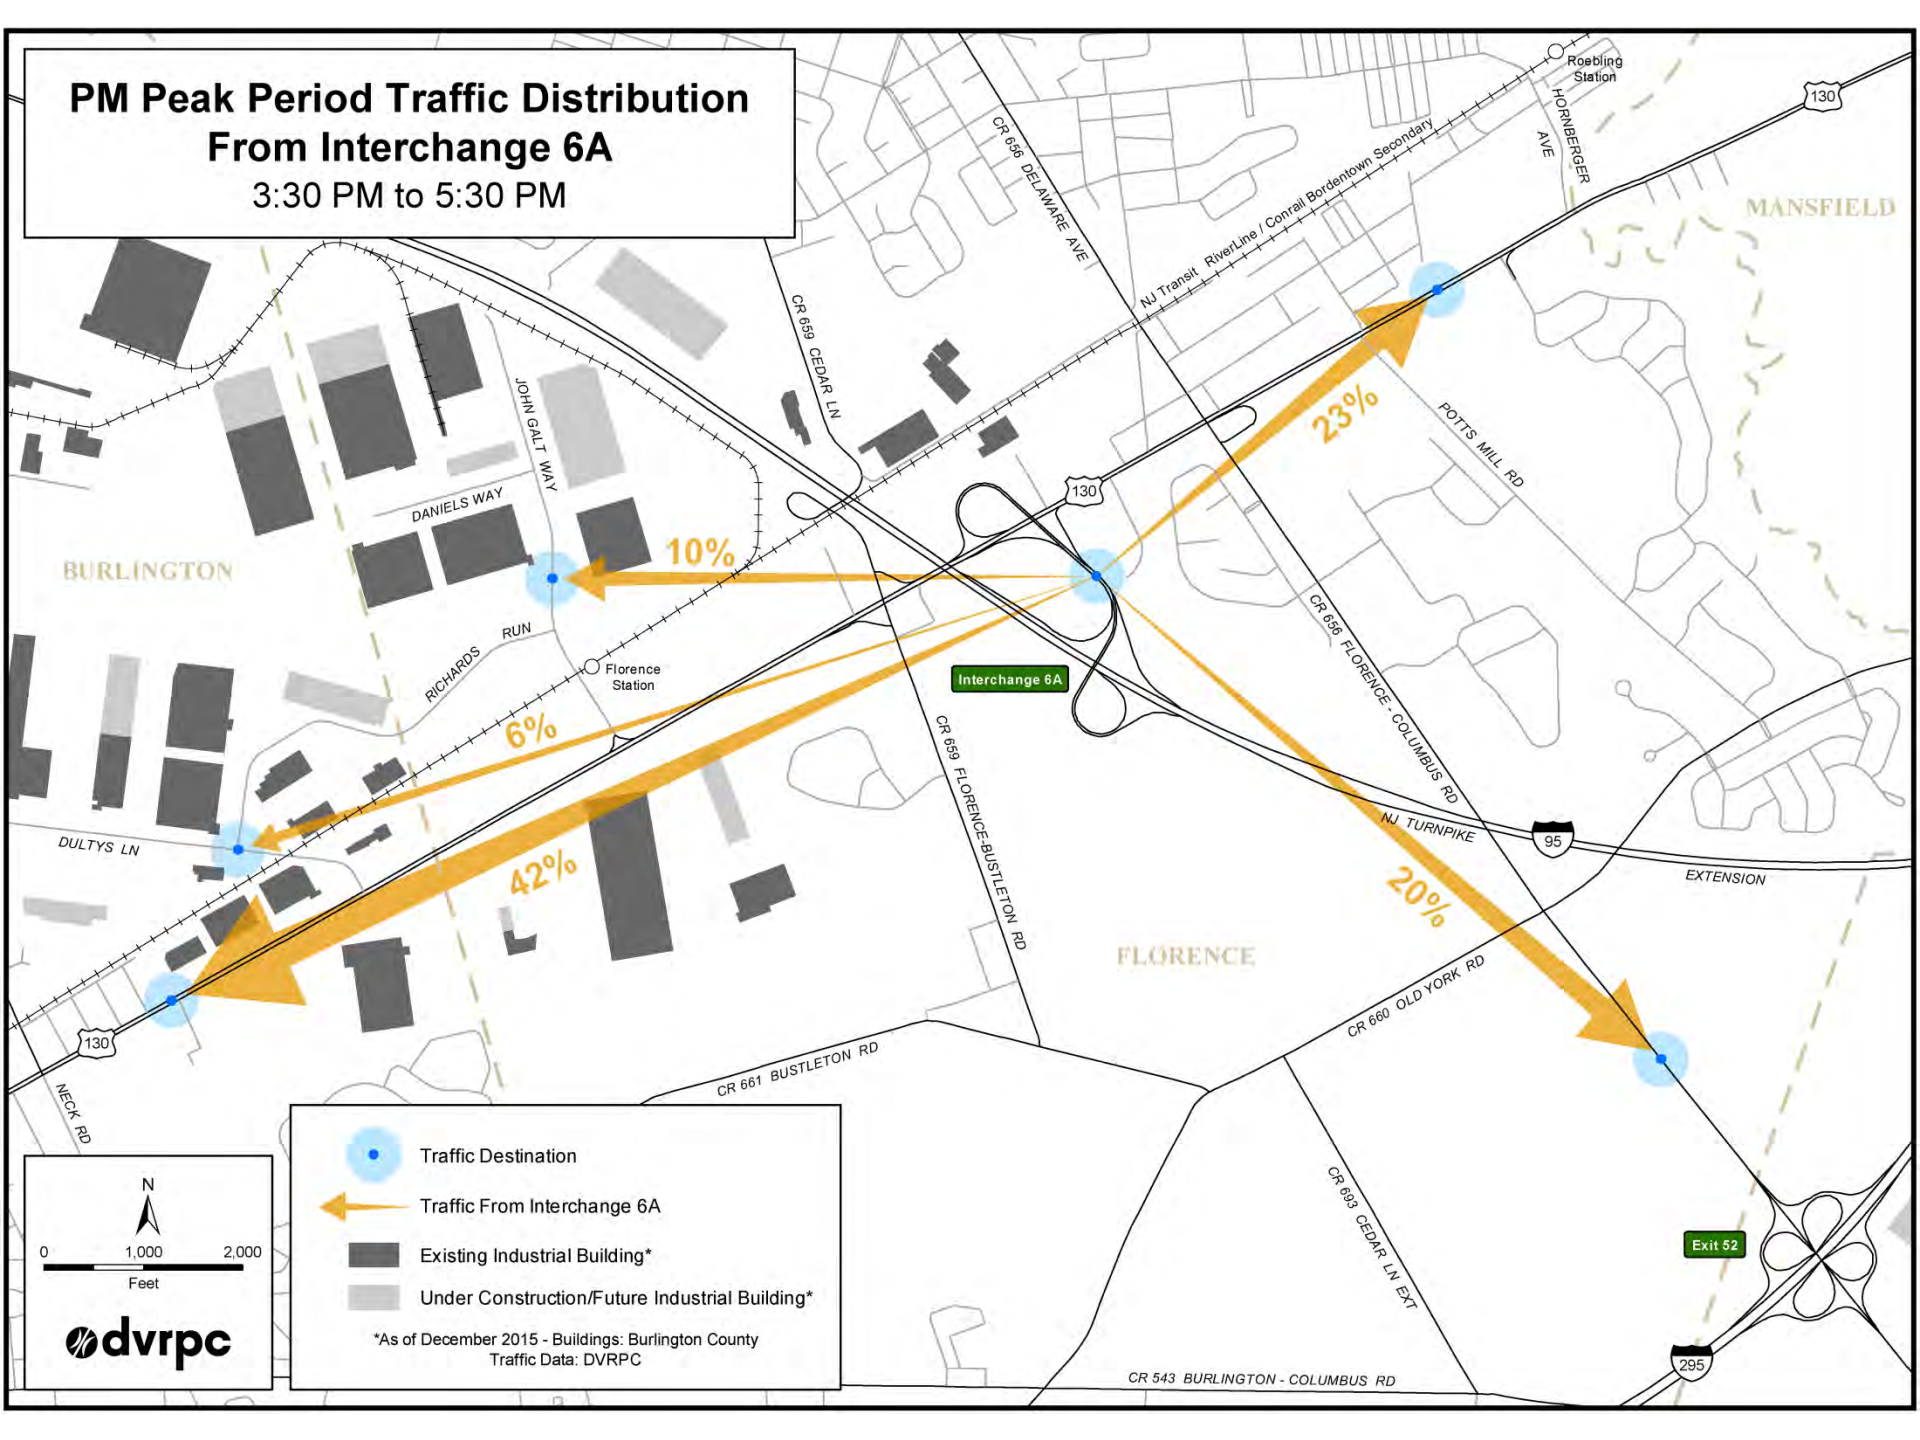 PM Peak Period Traffic Distribution
From Interchange 6A
3:30 PM to 5:30 PM
Roebling
Station
130
HORNBERGER
AVE
MANSFIELD
CR 656 DELAWARE AVE
NJ Transit RiverLine / Conrail Bordentown Secondary
CR 659 CEDAR LN
JOHN GALT WAY
DANIELS WAY
130
23%
POTTS MILL RD
10%
BURLINGTON
RICHARDS RUN
Florence
Station
Interchange 6A
CR 656 FLORENCE - COLUMBUS RD
6%
CR 659 FLORENCE-BUSTLETON RD
DULTYS LN
42%
NJ TURNPIKE
95
EXTENSION
20%
FLORENCE
CR 660 OLD YORK RD
130
NECK RD
CR 661 BUSTLETON RD
CR 693 CEDAR LN EXT
Exit 52
295
CR 543 BURLINGTON - COLUMBUS RD
N
0 1,000 2,000
Feet
dvrpc
Traffic Destination
Traffic From Interchange 6A
Existing Industrial Building*
Under Construction/Future Industrial Building*
*As of December 2015 - Buildings: Burlington County
Traffic Data: DVRPC